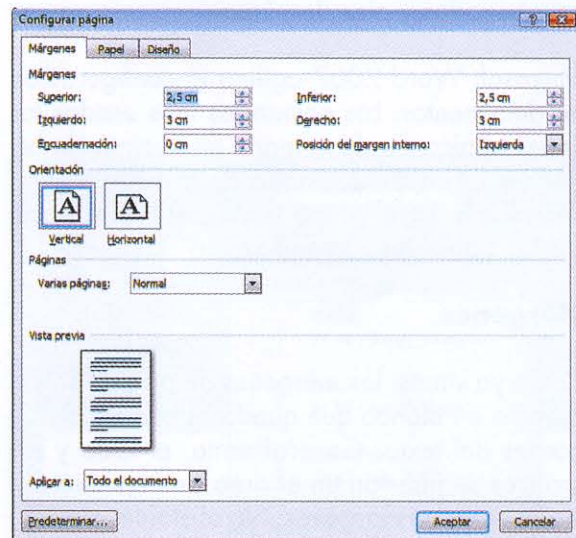 Configurar página
Márgenes Papel Diseño
Márgenes
Superior: 2,5 cm Inferior: 2,5 cm
Izquierdo: 3 cm Derecho: 3 cm
Encuadernación: 0 cm Posición del margen interno: Izquierda
Orientación
A A
Vertical Horizontal
Páginas
Varias páginas: Normal
Vista previa
Aplicar a: Todo el documento
Predeterminar... Aceptar Cancelar